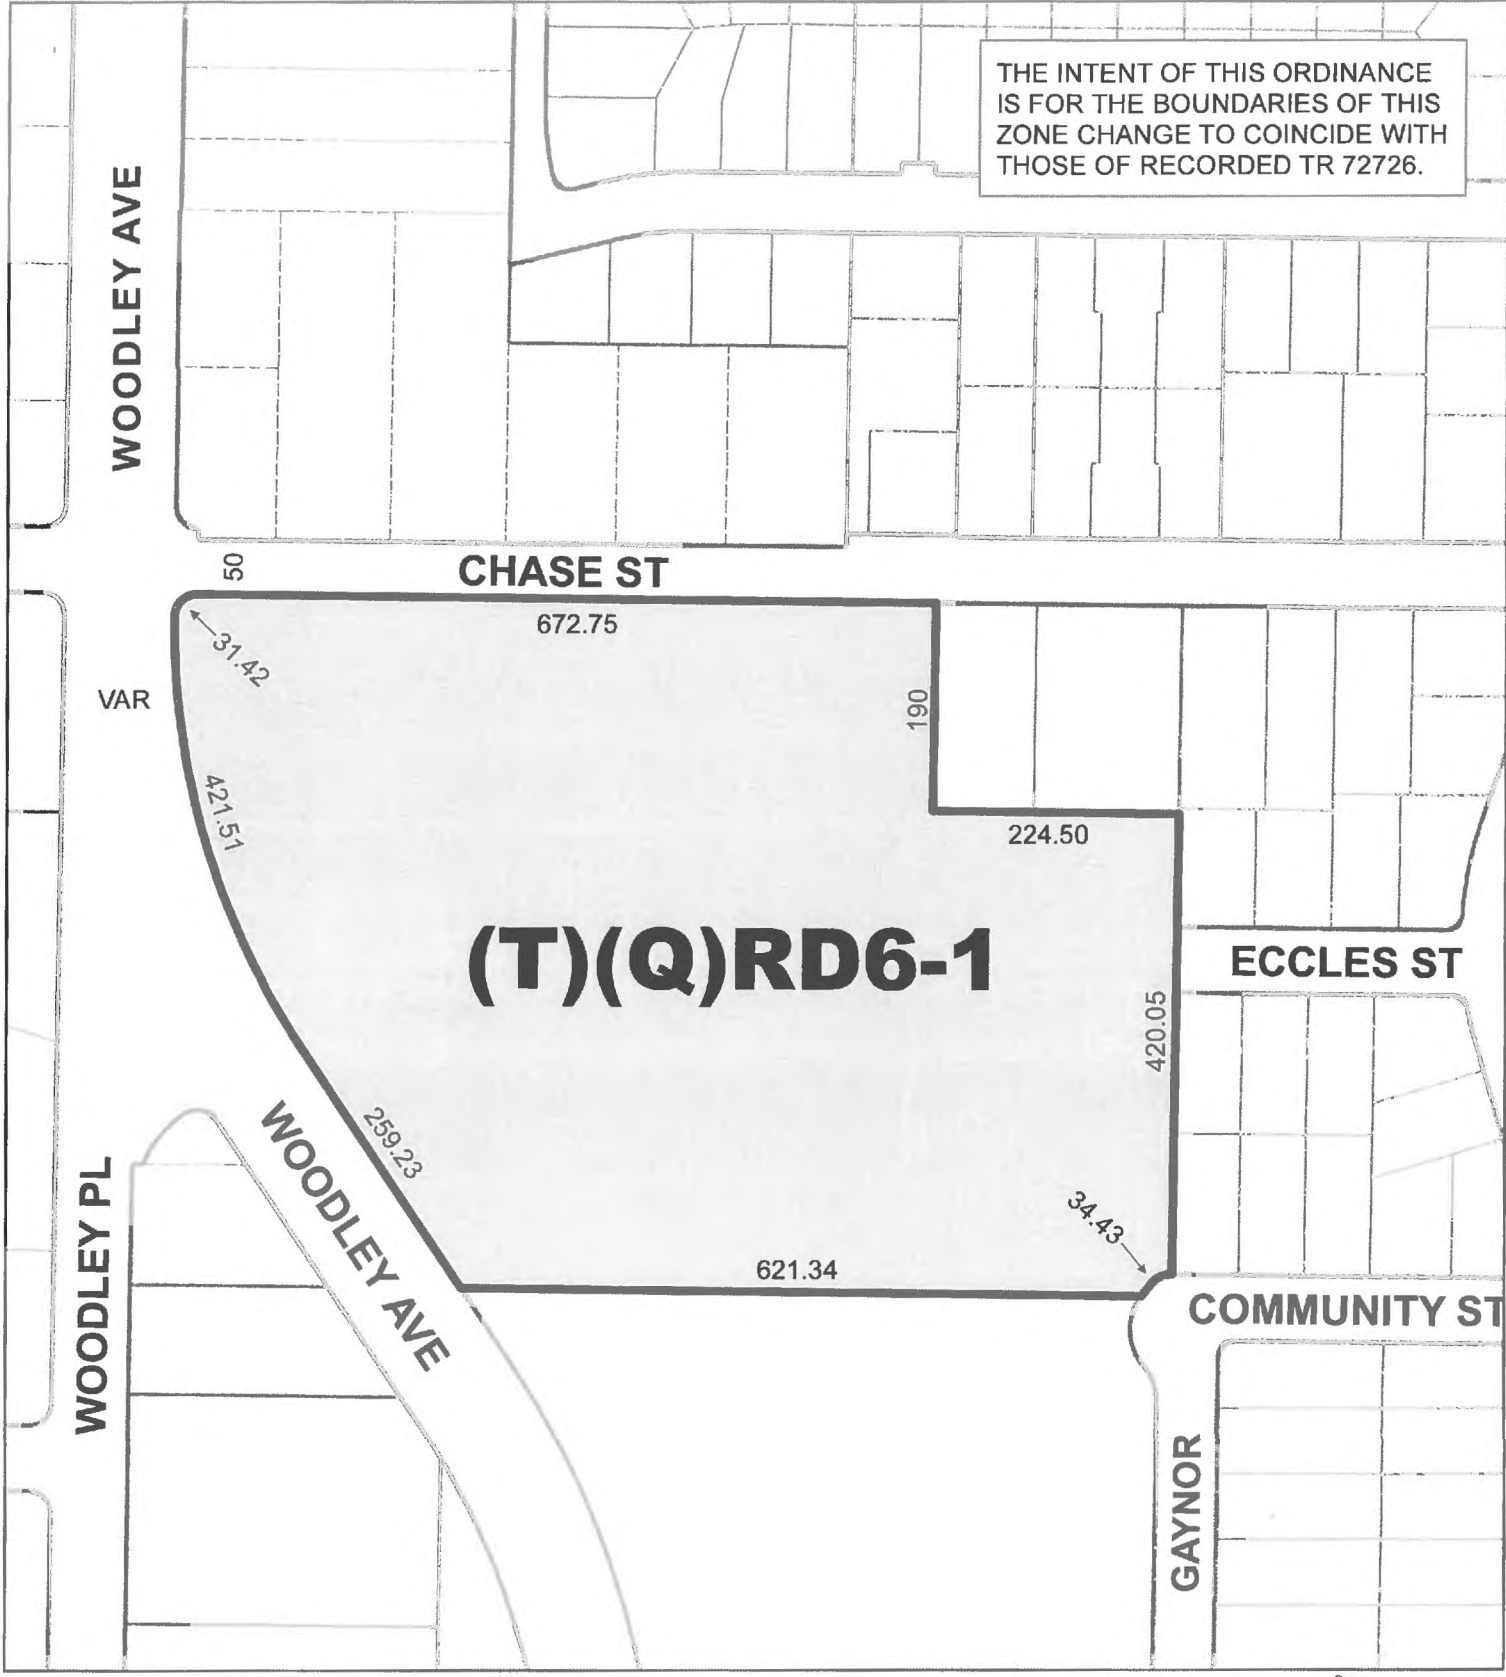 THE INTENT OF THIS ORDINANCE
IS FOR THE BOUNDARIES OF THIS
ZONE CHANGE TO COINCIDE WITH
THOSE OF RECORDED TR 72726.
WOODLEY AVE
50
CHASE ST
672.75
31.42
VAR
190
421.51
224.50
(T)(Q)RD6-1
ECCLES ST
420.05
259.23
WOODLEY AVE
WOODLEY PL
34.43
621.34
COMMUNITY ST
GAYNOR